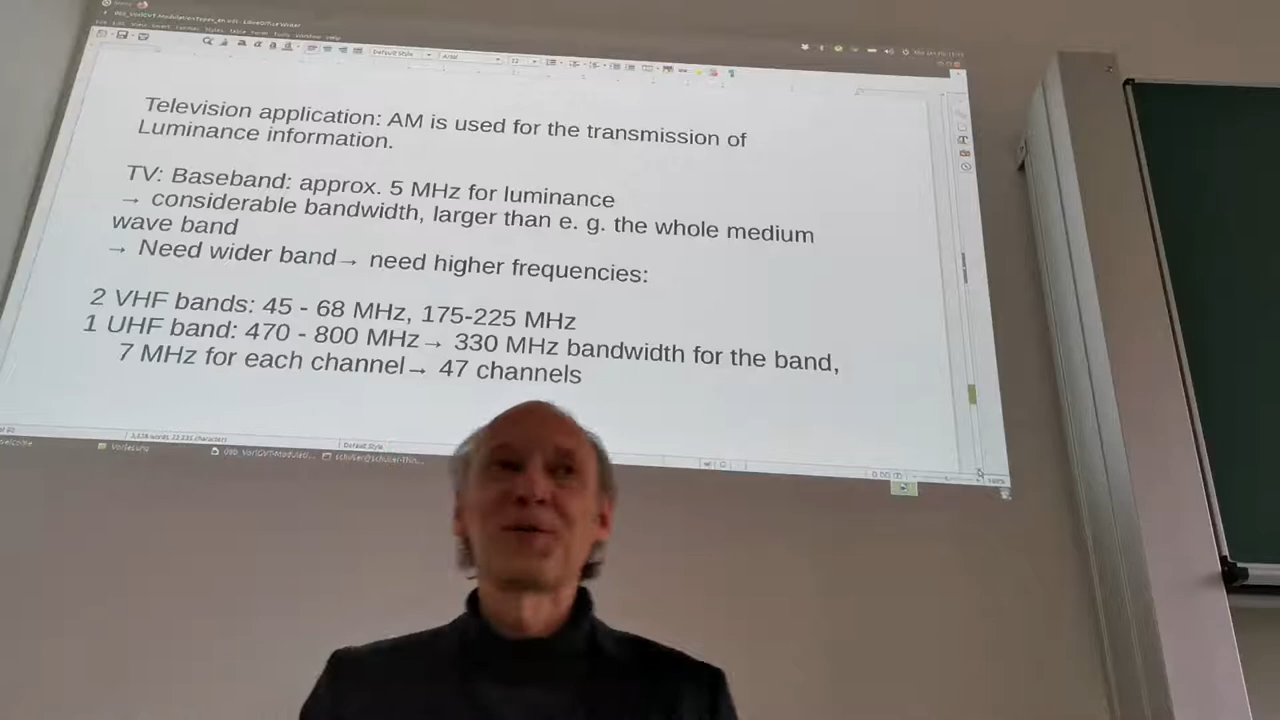 Television application: AM is used for the transmission of
Luminance information.
TV: Baseband: approx. 5 MHz for luminance
→ considerable bandwidth, larger than e. g. the whole medium
wave band
→ Need wider band→ need higher frequencies:
2 VHF bands: 45 - 68 MHz, 175-225 MHz
1 UHF band: 470 - 800 MHz→ 330 MHz bandwidth for the band,
7 MHz for each channel→ 47 channels
Default Style
Vorlesung